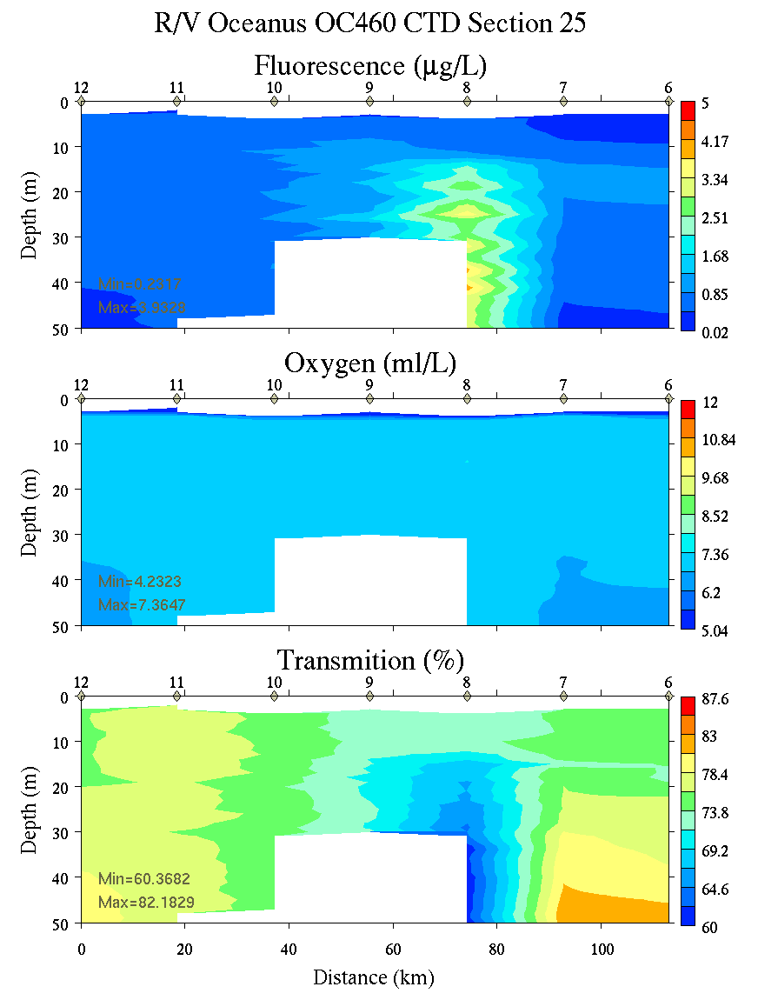 R/V Oceanus OC460 CTD Section 25
Fluorescence (μg/L)
12 11 10 9 8 7 6
0 10 20 30 40 50
Depth (m)
Min=0.2317
Max=3.9328
5 4.17 3.34 2.51 1.68 0.85 0.02
Oxygen (ml/L)
12 11 10 9 8 7 6
0 10 20 30 40 50
Depth (m)
Min=4.2323
Max=7.3647
12 10.84 9.68 8.52 7.36 6.2 5.04
Transmition (%)
12 11 10 9 8 7 6
0 10 20 30 40 50
Depth (m)
Min=60.3682
Max=82.1829
87.6 83 78.4 73.8 69.2 64.6 60
0 20 40 60 80 100
Distance (km)